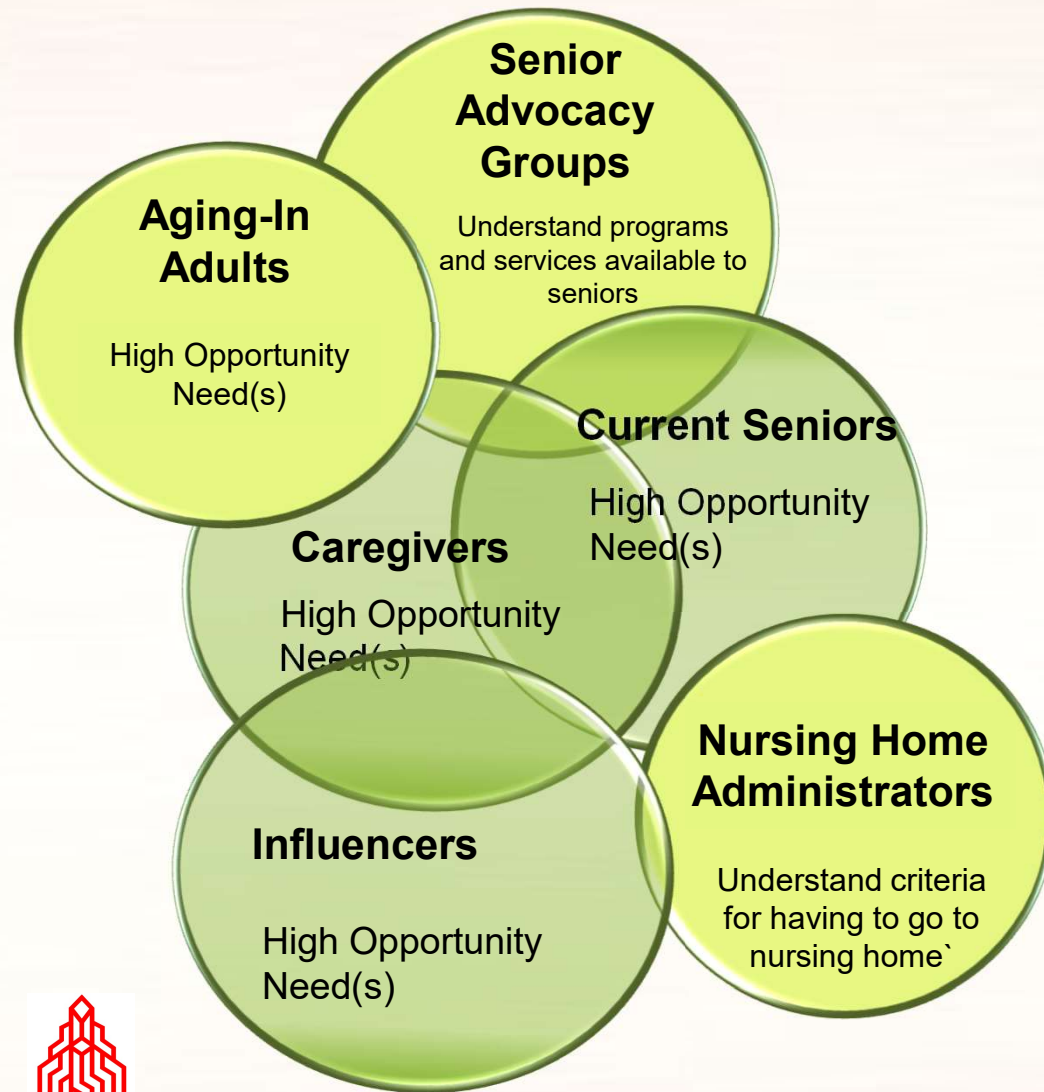 Senior
Advocacy
Groups
Understand programs
and services available to
seniors
Aging-In
Adults
High Opportunity
Need(s)
Current Seniors
High Opportunity
Need(s)
Caregivers
High Opportunity
Need(s)
Nursing Home
Administrators
Understand criteria
for having to go to
nursing home`
Influencers
High Opportunity
Need(s)